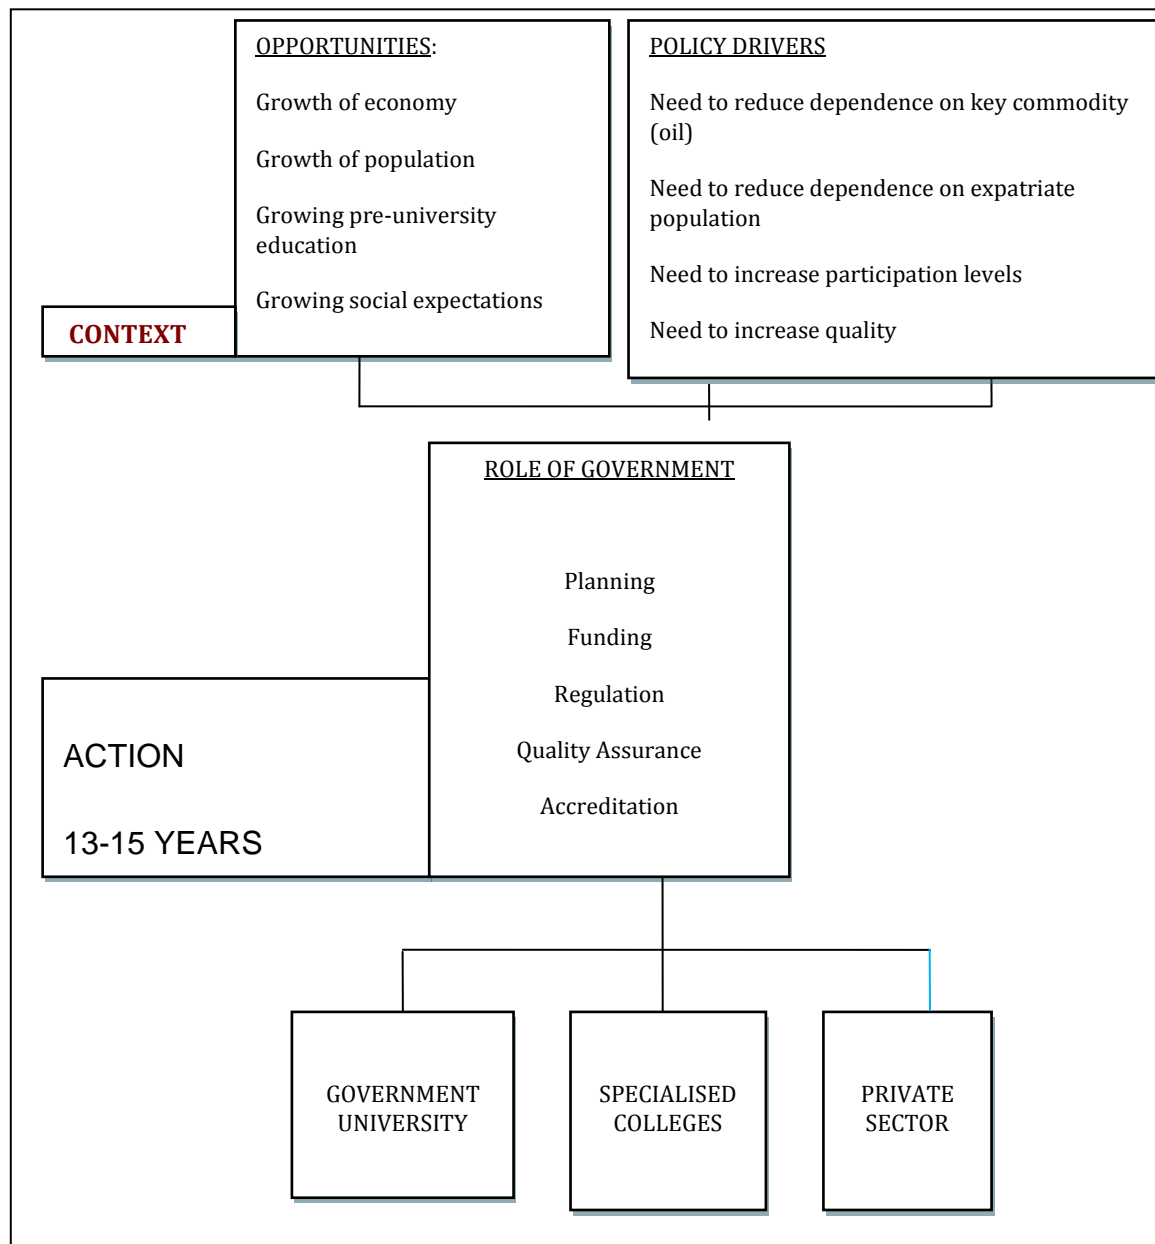 OPPORTUNITIES:
Growth of economy
Growth of population
Growing pre-university
education
Growing social expectations
POLICY DRIVERS
Need to reduce dependence on key commodity
(oil)
Need to reduce dependence on expatriate
population
Need to increase participation levels
Need to increase quality
CONTEXT
ROLE OF GOVERNMENT
Planning
Funding
Regulation
Quality Assurance
Accreditation
ACTION
13-15 YEARS
GOVERNMENT
UNIVERSITY
SPECIALISED
COLLEGES
PRIVATE
SECTOR